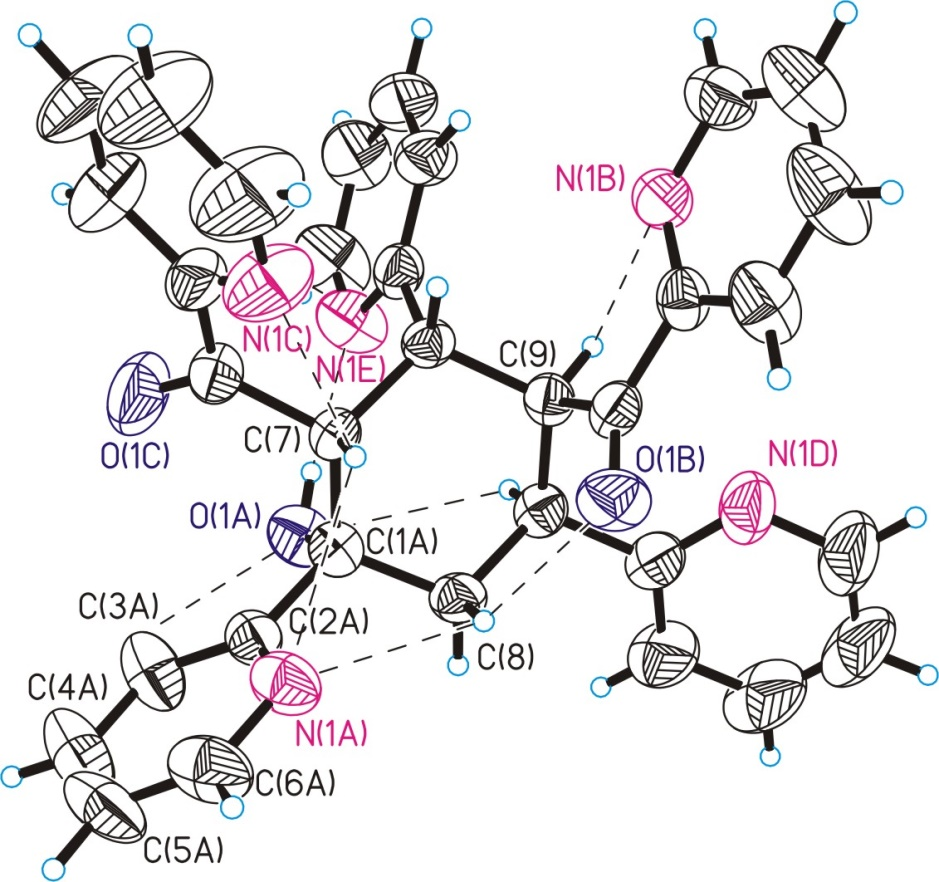 N(1B)
N(1C)
N(1E)
C(9)
O(1C)
C(7)
O(1B)
N(1D)
O(1A)
C(1A)
C(3A)
C(2A)
C(8)
C(4A)
N(1A)
C(6A)
C(5A)